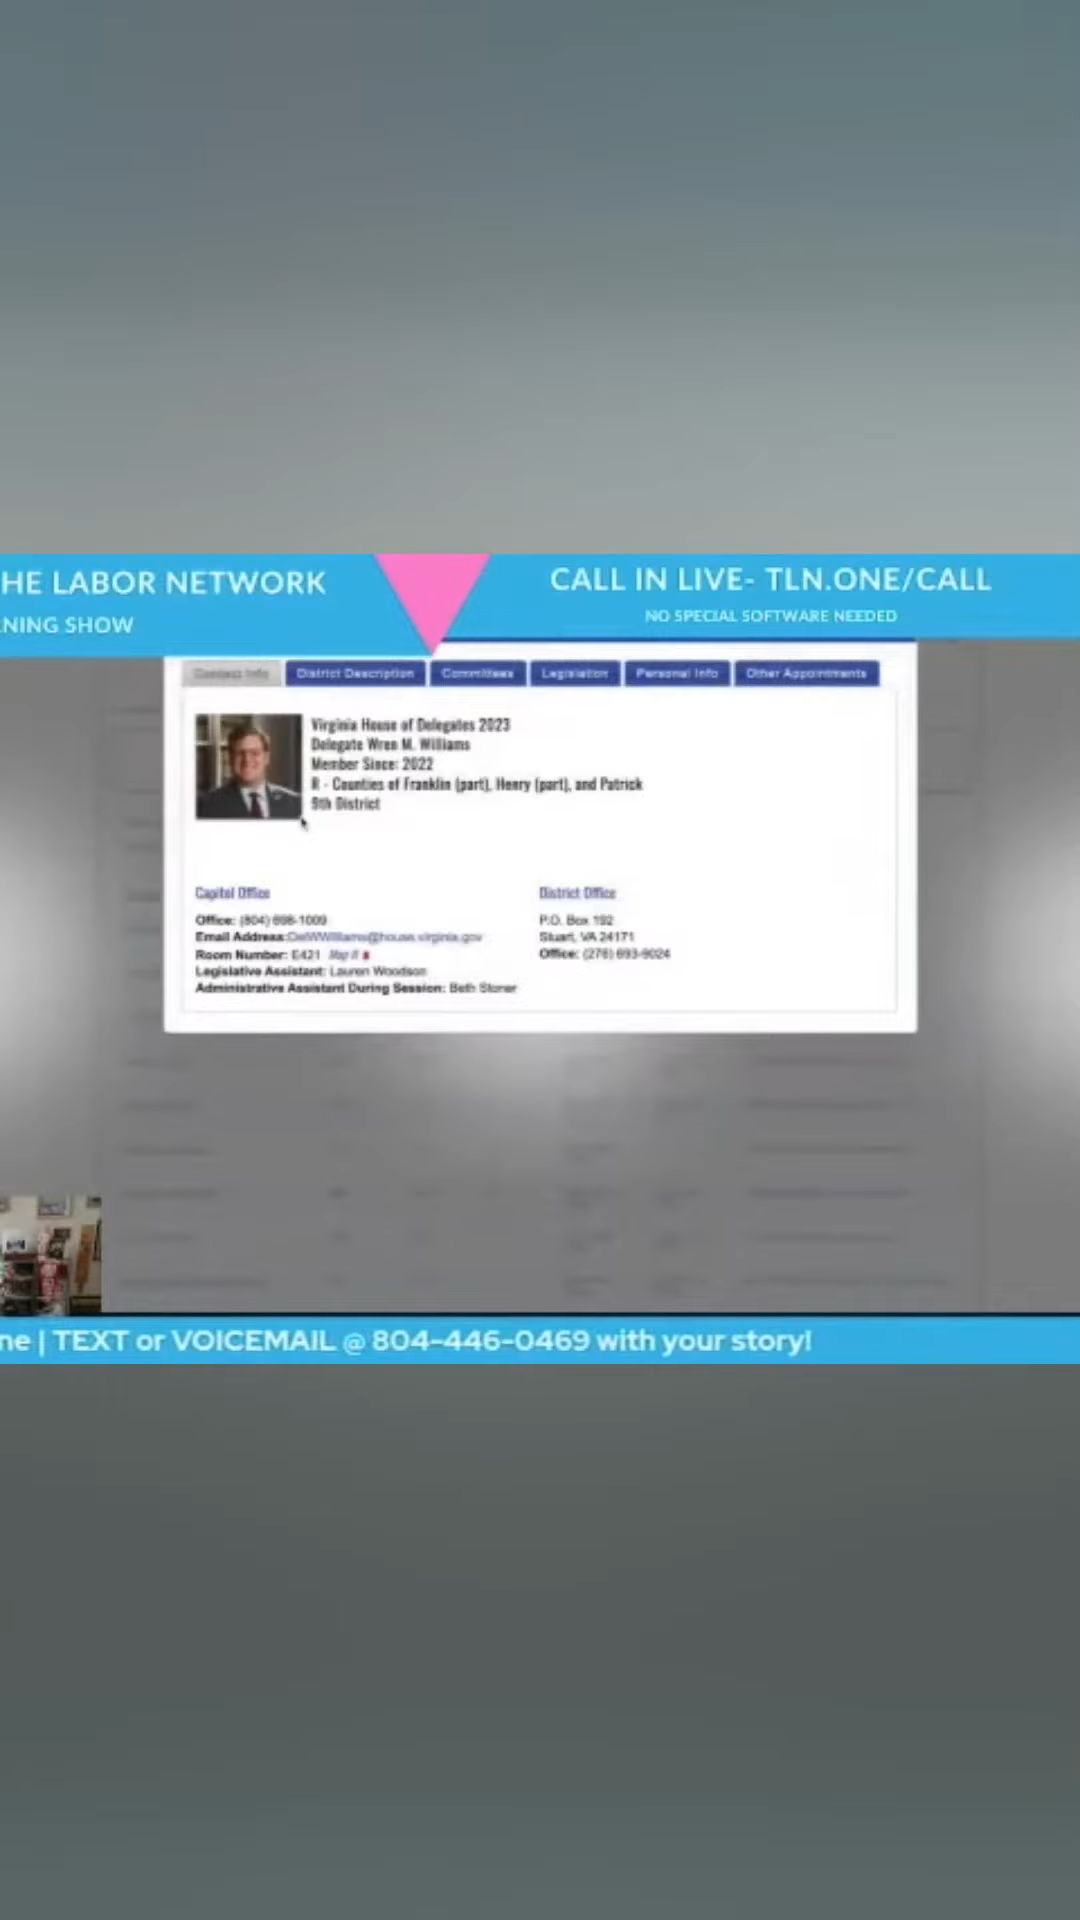 HE LABOR NETWORK
NING SHOW
CALL IN LIVE- TLN.ONE/CALL
NO SPECIAL SOFTWARE NEEDED
Contact Info
District Description
Committees
Legislation
Personal Info
Other Appointments
Virginia House of Delegates 2023
Delegate Wren M. Williams
Member Since: 2022
R - Counties of Franklin (part), Henry (part), and Patrick
9th District
Capitol Office
Office: (804) 698-1009
Email Address:DelWWilliams@house.virginia.gov
Room Number: E421 Map It
Legislative Assistant: Lauren Woodson
Administrative Assistant During Session: Beth Stoner
District Office
P.O. Box 192
Stuart, VA 24171
Office: (276) 693-9024
ne | TEXT or VOICEMAIL @ 804-446-0469 with your story!